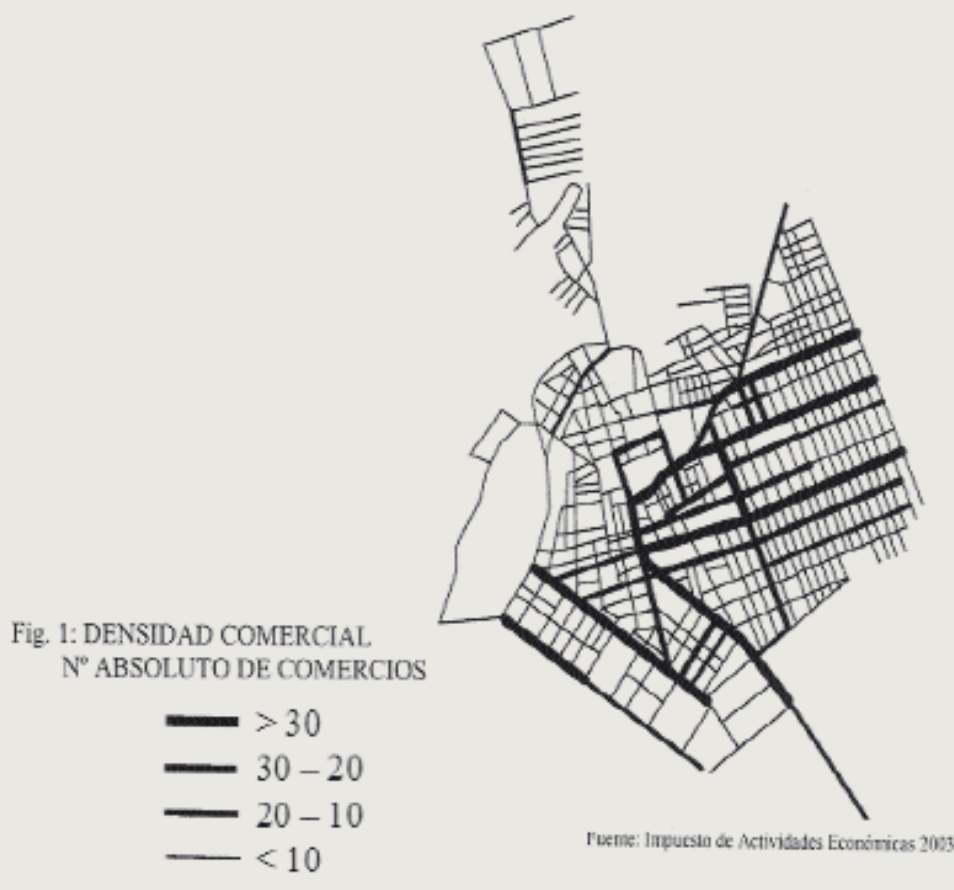 Fig. 1: DENSIDAD COMERCIAL
Nº ABSOLUTO DE COMERCIOS
> 30
30 – 20
20 – 10
< 10
Fuente: Impuesto de Actividades Económicas 2003